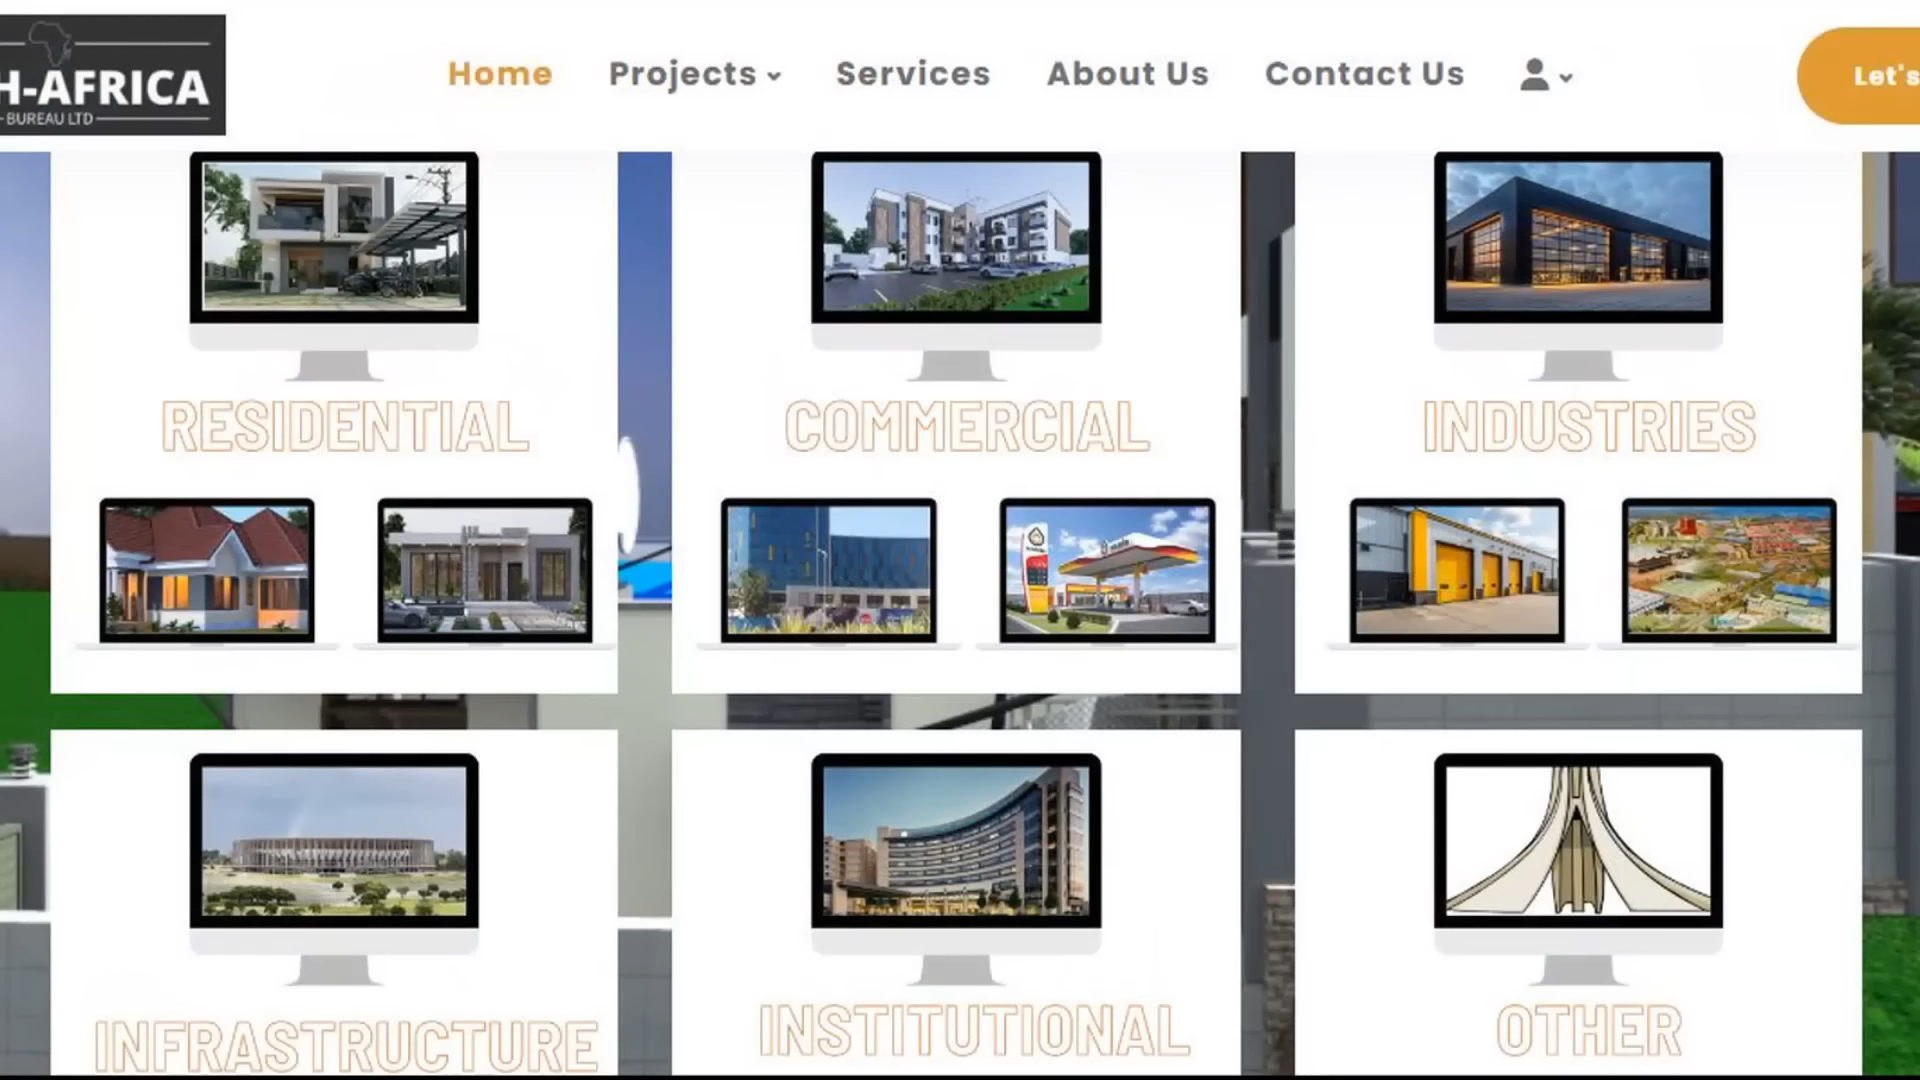 H-AFRICA
BUREAU LTD
Home
Projects
Services
About Us
Contact Us
Let's
RESIDENTIAL
COMMERCIAL
INDUSTRIES
INFRASTRUCTURE
INSTITUTIONAL
OTHER